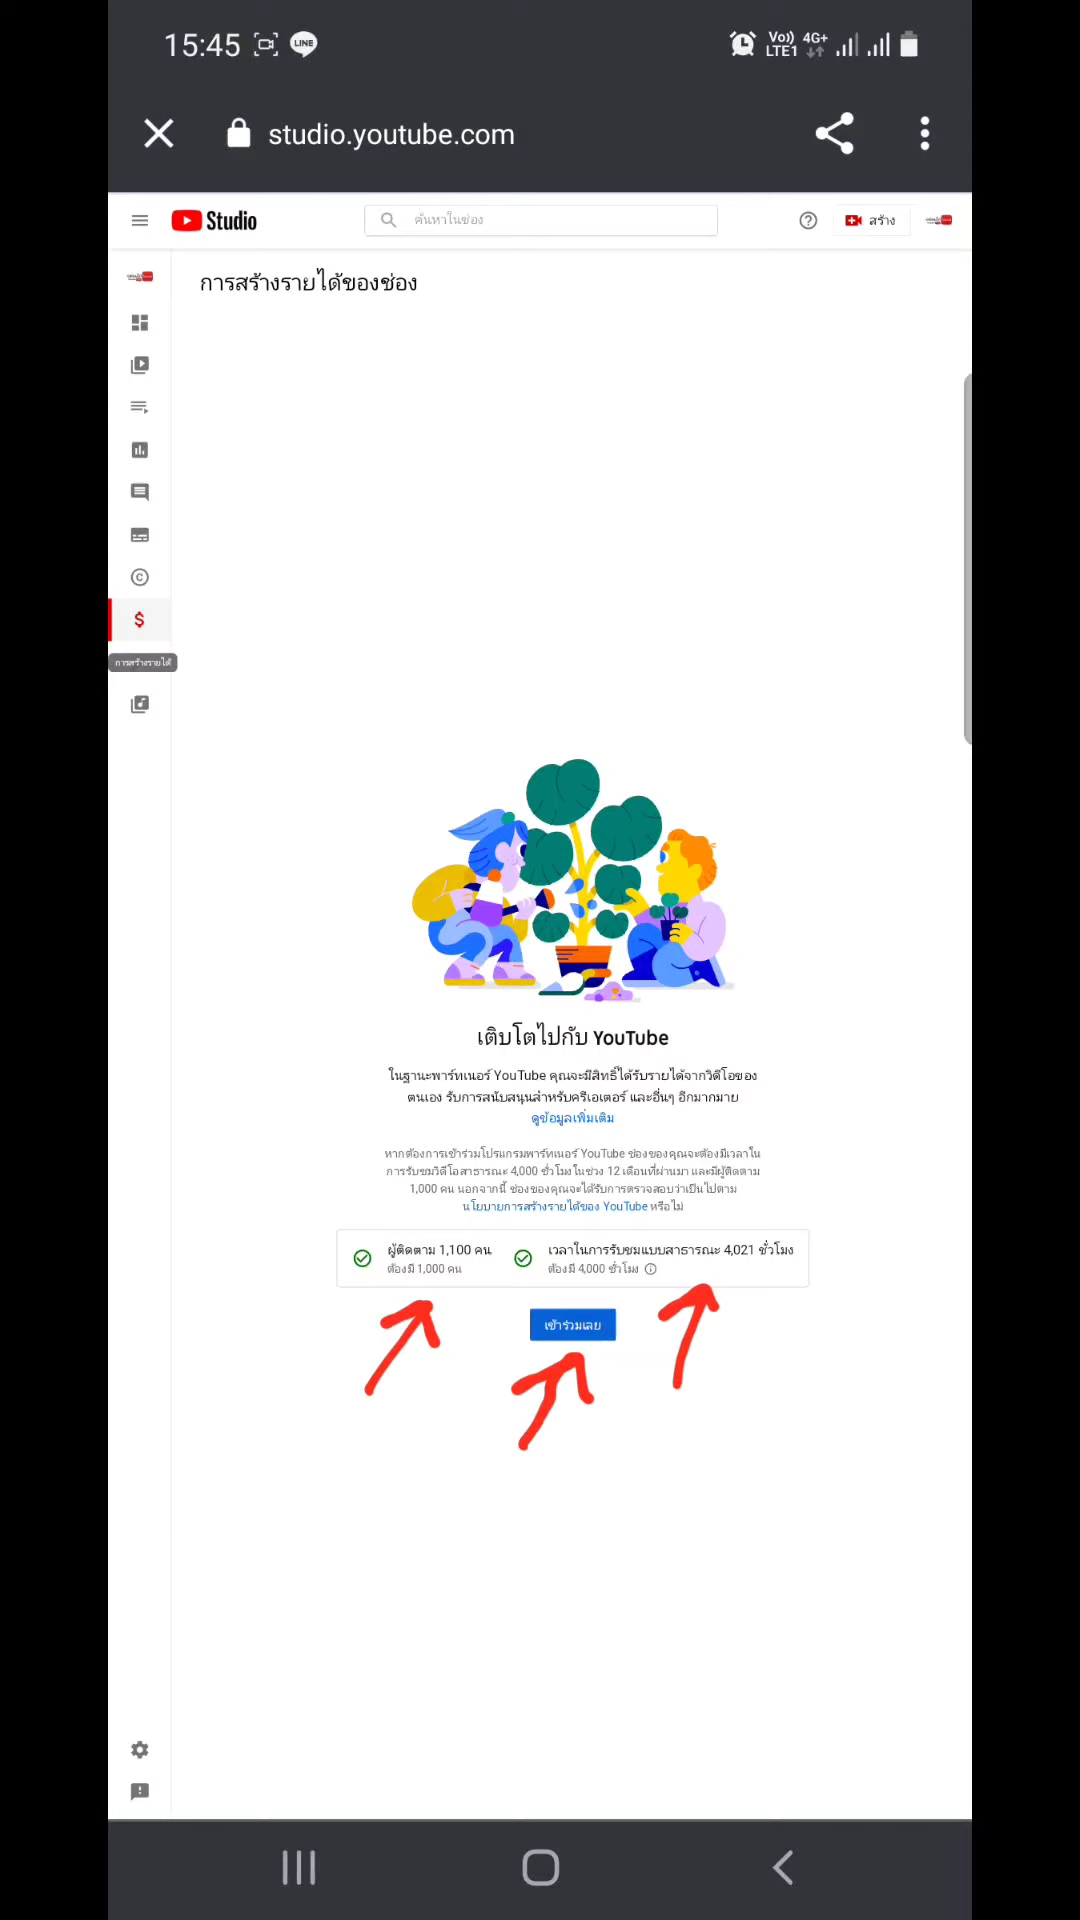 15:45
LINE
Vo)) 4G+
LTE1
studio.youtube.com
Studio
ค้นหาในช่อง
สร้าง
การสร้างรายได้ของช่อง
$
การสร้างรายได้
เติบโตไปกับ YouTube
ในฐานะพาร์ทเนอร์ YouTube คุณจะมีสิทธิ์ได้รับรายได้จากวิดีโอของ
ตนเอง รับการสนับสนุนสำหรับครีเอเตอร์ และอื่นๆ อีกมากมาย
ดูข้อมูลเพิ่มเติม
หากต้องการเข้าร่วมโปรแกรมพาร์ทเนอร์ YouTube ช่องของคุณจะต้องมีเวลาใน
การรับชมวิดีโอสาธารณะ 4,000 ชั่วโมงในช่วง 12 เดือนที่ผ่านมา และมีผู้ติดตาม
1,000 คน นอกจากนี้ ช่องของคุณจะได้รับการตรวจสอบว่าเป็นไปตาม
นโยบายการสร้างรายได้ของ YouTube หรือไม่
ผู้ติดตาม 1,100 คน
ต้องมี 1,000 คน
เวลาในการรับชมแบบสาธารณะ 4,021 ชั่วโมง
ต้องมี 4,000 ชั่วโมง
เข้าร่วมเลย